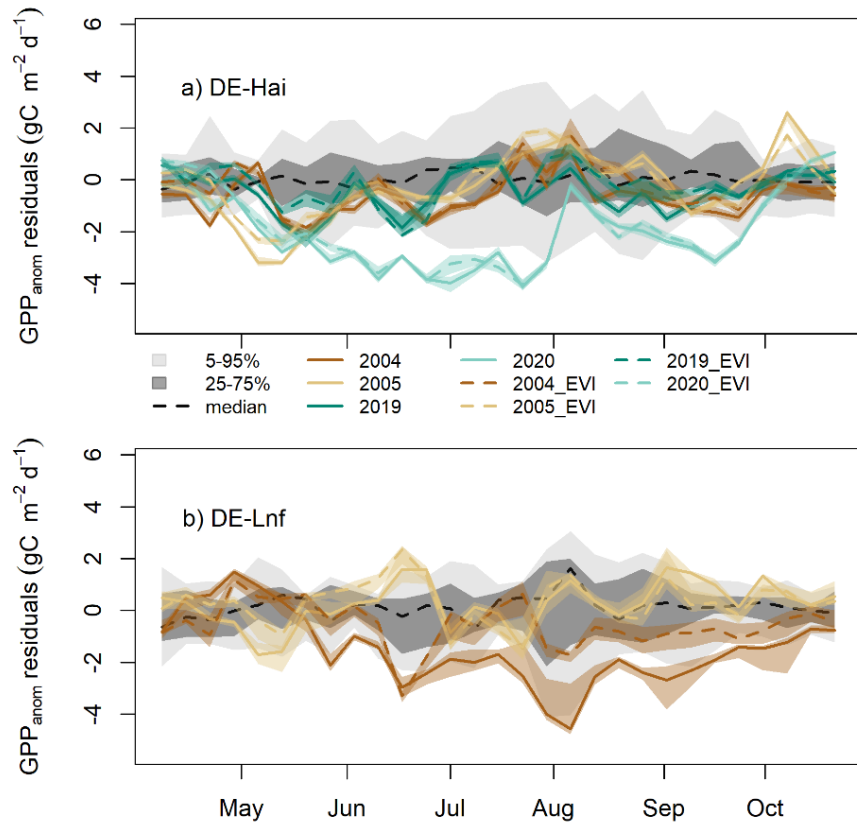 6
4
2
0
-2
-4
GPPanom residuals (gC m−2 d−1)
a) DE-Hai
5-95% 2004 2020 2019_EVI
25-75% 2005 2004_EVI 2020_EVI
median 2019 2005_EVI
6
4
2
0
-2
-4
GPPanom residuals (gC m−2 d−1)
b) DE-Lnf
May Jun Jul Aug Sep Oct